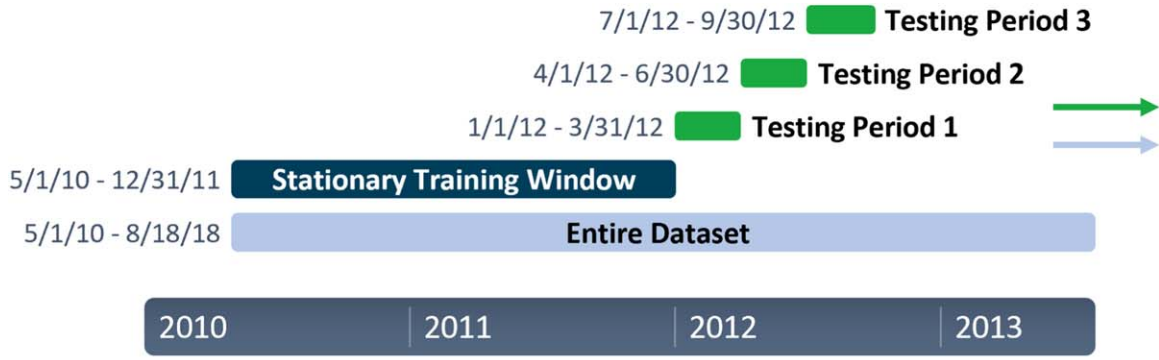 7/1/12 - 9/30/12 Testing Period 3
4/1/12 - 6/30/12 Testing Period 2
1/1/12 - 3/31/12 Testing Period 1
5/1/10 - 12/31/11 Stationary Training Window
5/1/10 - 8/18/18 Entire Dataset
2010 2011 2012 2013